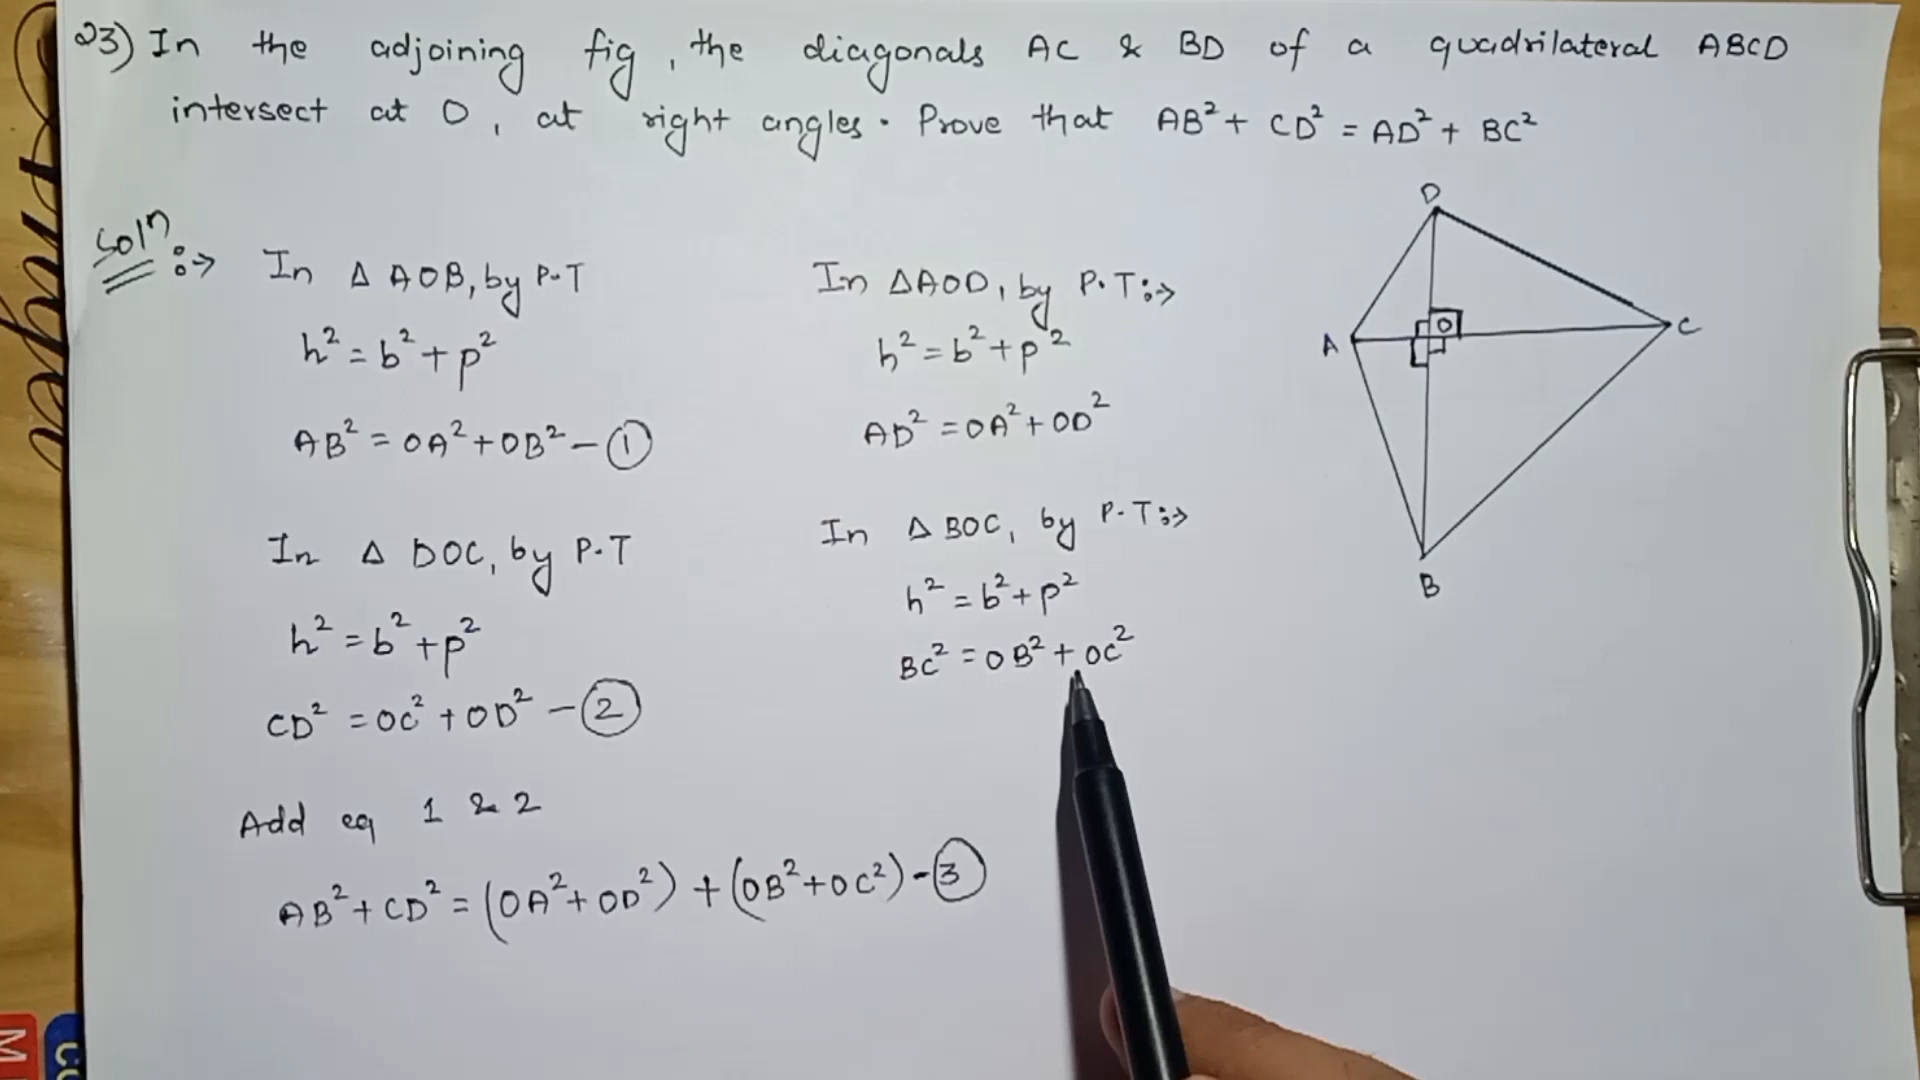 23) In the adjoining fig, the diagonals AC & BD of a quadrilateral ABCD
intersect at O, at right angles. Prove that AB² + CD² = AD² + BC²
Solⁿ :→
In Δ AOB, by P.T
h² = b² + p²
AB² = OA² + OB² - ①
In Δ DOC, by P.T
h² = b² + p²
CD² = OC² + OD² - ②
Add eq 1 & 2
AB² + CD² = (OA² + OD²) + (OB² + OC²) - ③
In ΔAOD, by P.T :→
h² = b² + p²
AD² = OA² + OD²
In Δ BOC, by P.T :→
h² = b² + p²
BC² = OB² + OC²
D
A
O
C
B